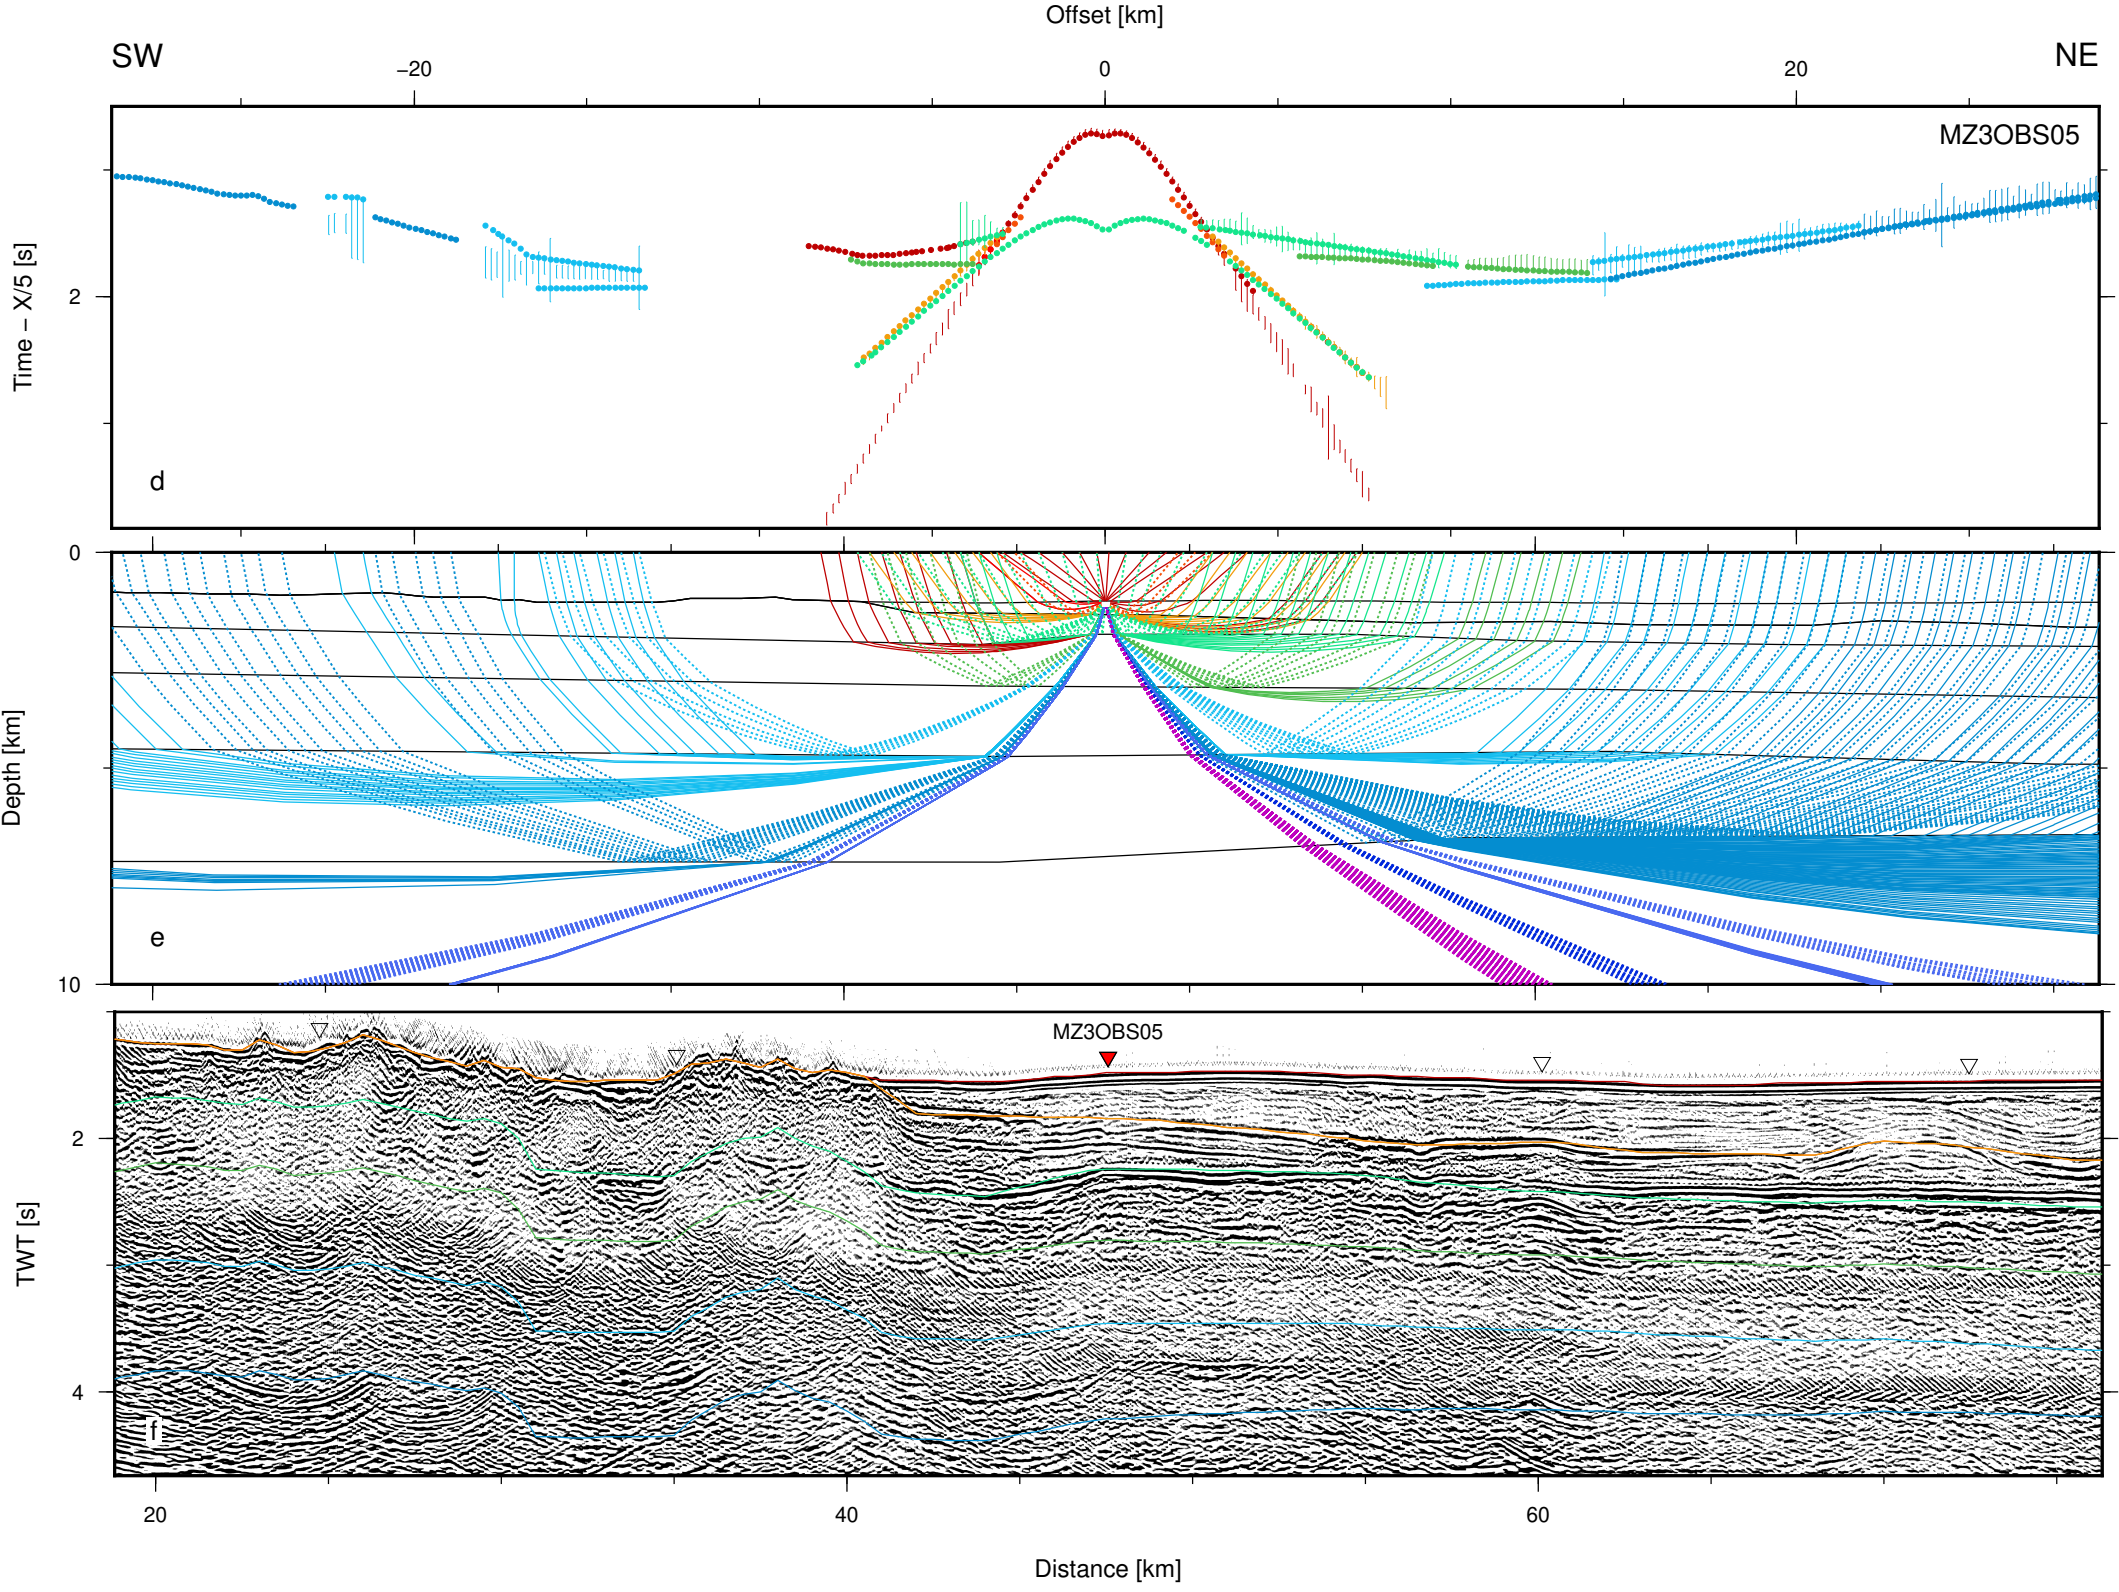 Offset [km]
SW
NE
−20
0
20
MZ3OBS05
Time − X/5 [s]
2
d
0
Depth [km]
e
10
MZ3OBS05
2
TWT [s]
4
f
20
40
60
Distance [km]